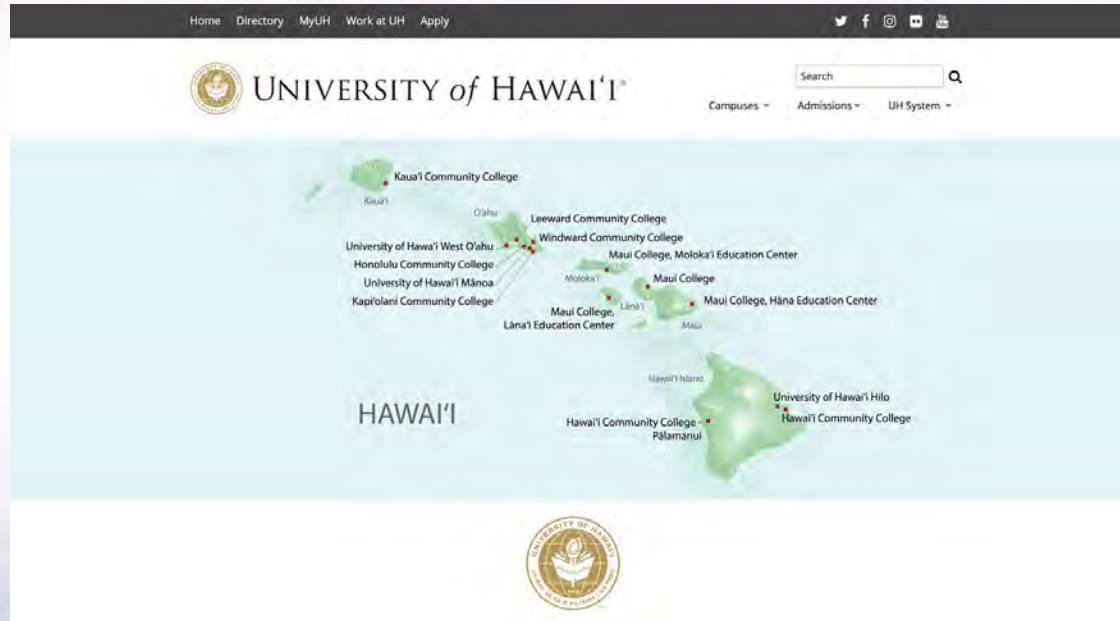 Home Directory MyUH Work at UH Apply
UNIVERSITY of HAWAIʻI®
Search
Campuses Admissions UH System
Kauaʻi Community College
Kauaʻi
Oʻahu
Leeward Community College
Windward Community College
University of Hawaiʻi West Oʻahu
Honolulu Community College
Maui College, Molokaʻi Education Center
Molokaʻi
University of Hawaiʻi Mānoa
Maui College
Kapiʻolani Community College
Maui College, Hāna Education Center
Lānaʻi
Maui College,
Lānaʻi Education Center
Maui
Hawaiʻi Island
University of Hawaiʻi Hilo
HAWAIʻI
Hawaiʻi Community College
Hawaiʻi Community College -
Pālamanui
UNIVERSITY OF HAWAIʻI